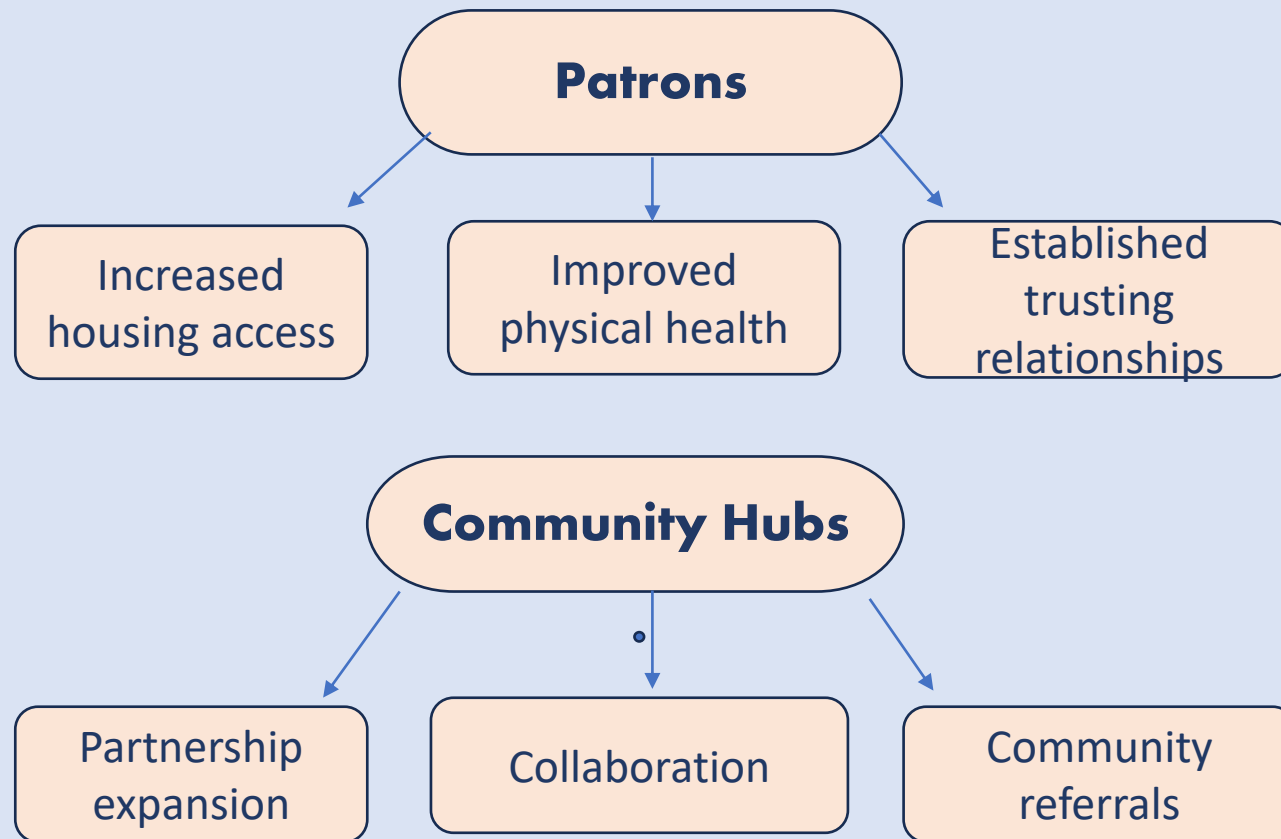 Patrons
Increased
housing access
Improved
physical health
Established
trusting
relationships
Community Hubs
Partnership
expansion
Collaboration
Community
referrals